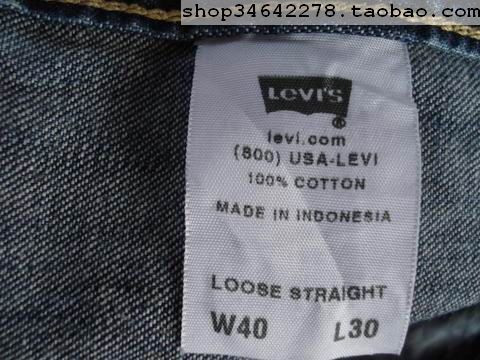 shop34642278.taobao.com
LEVI'S
®
levi.com
(800) USA-LEVI
100% COTTON
MADE IN INDONESIA
LOOSE STRAIGHT
W40 L30